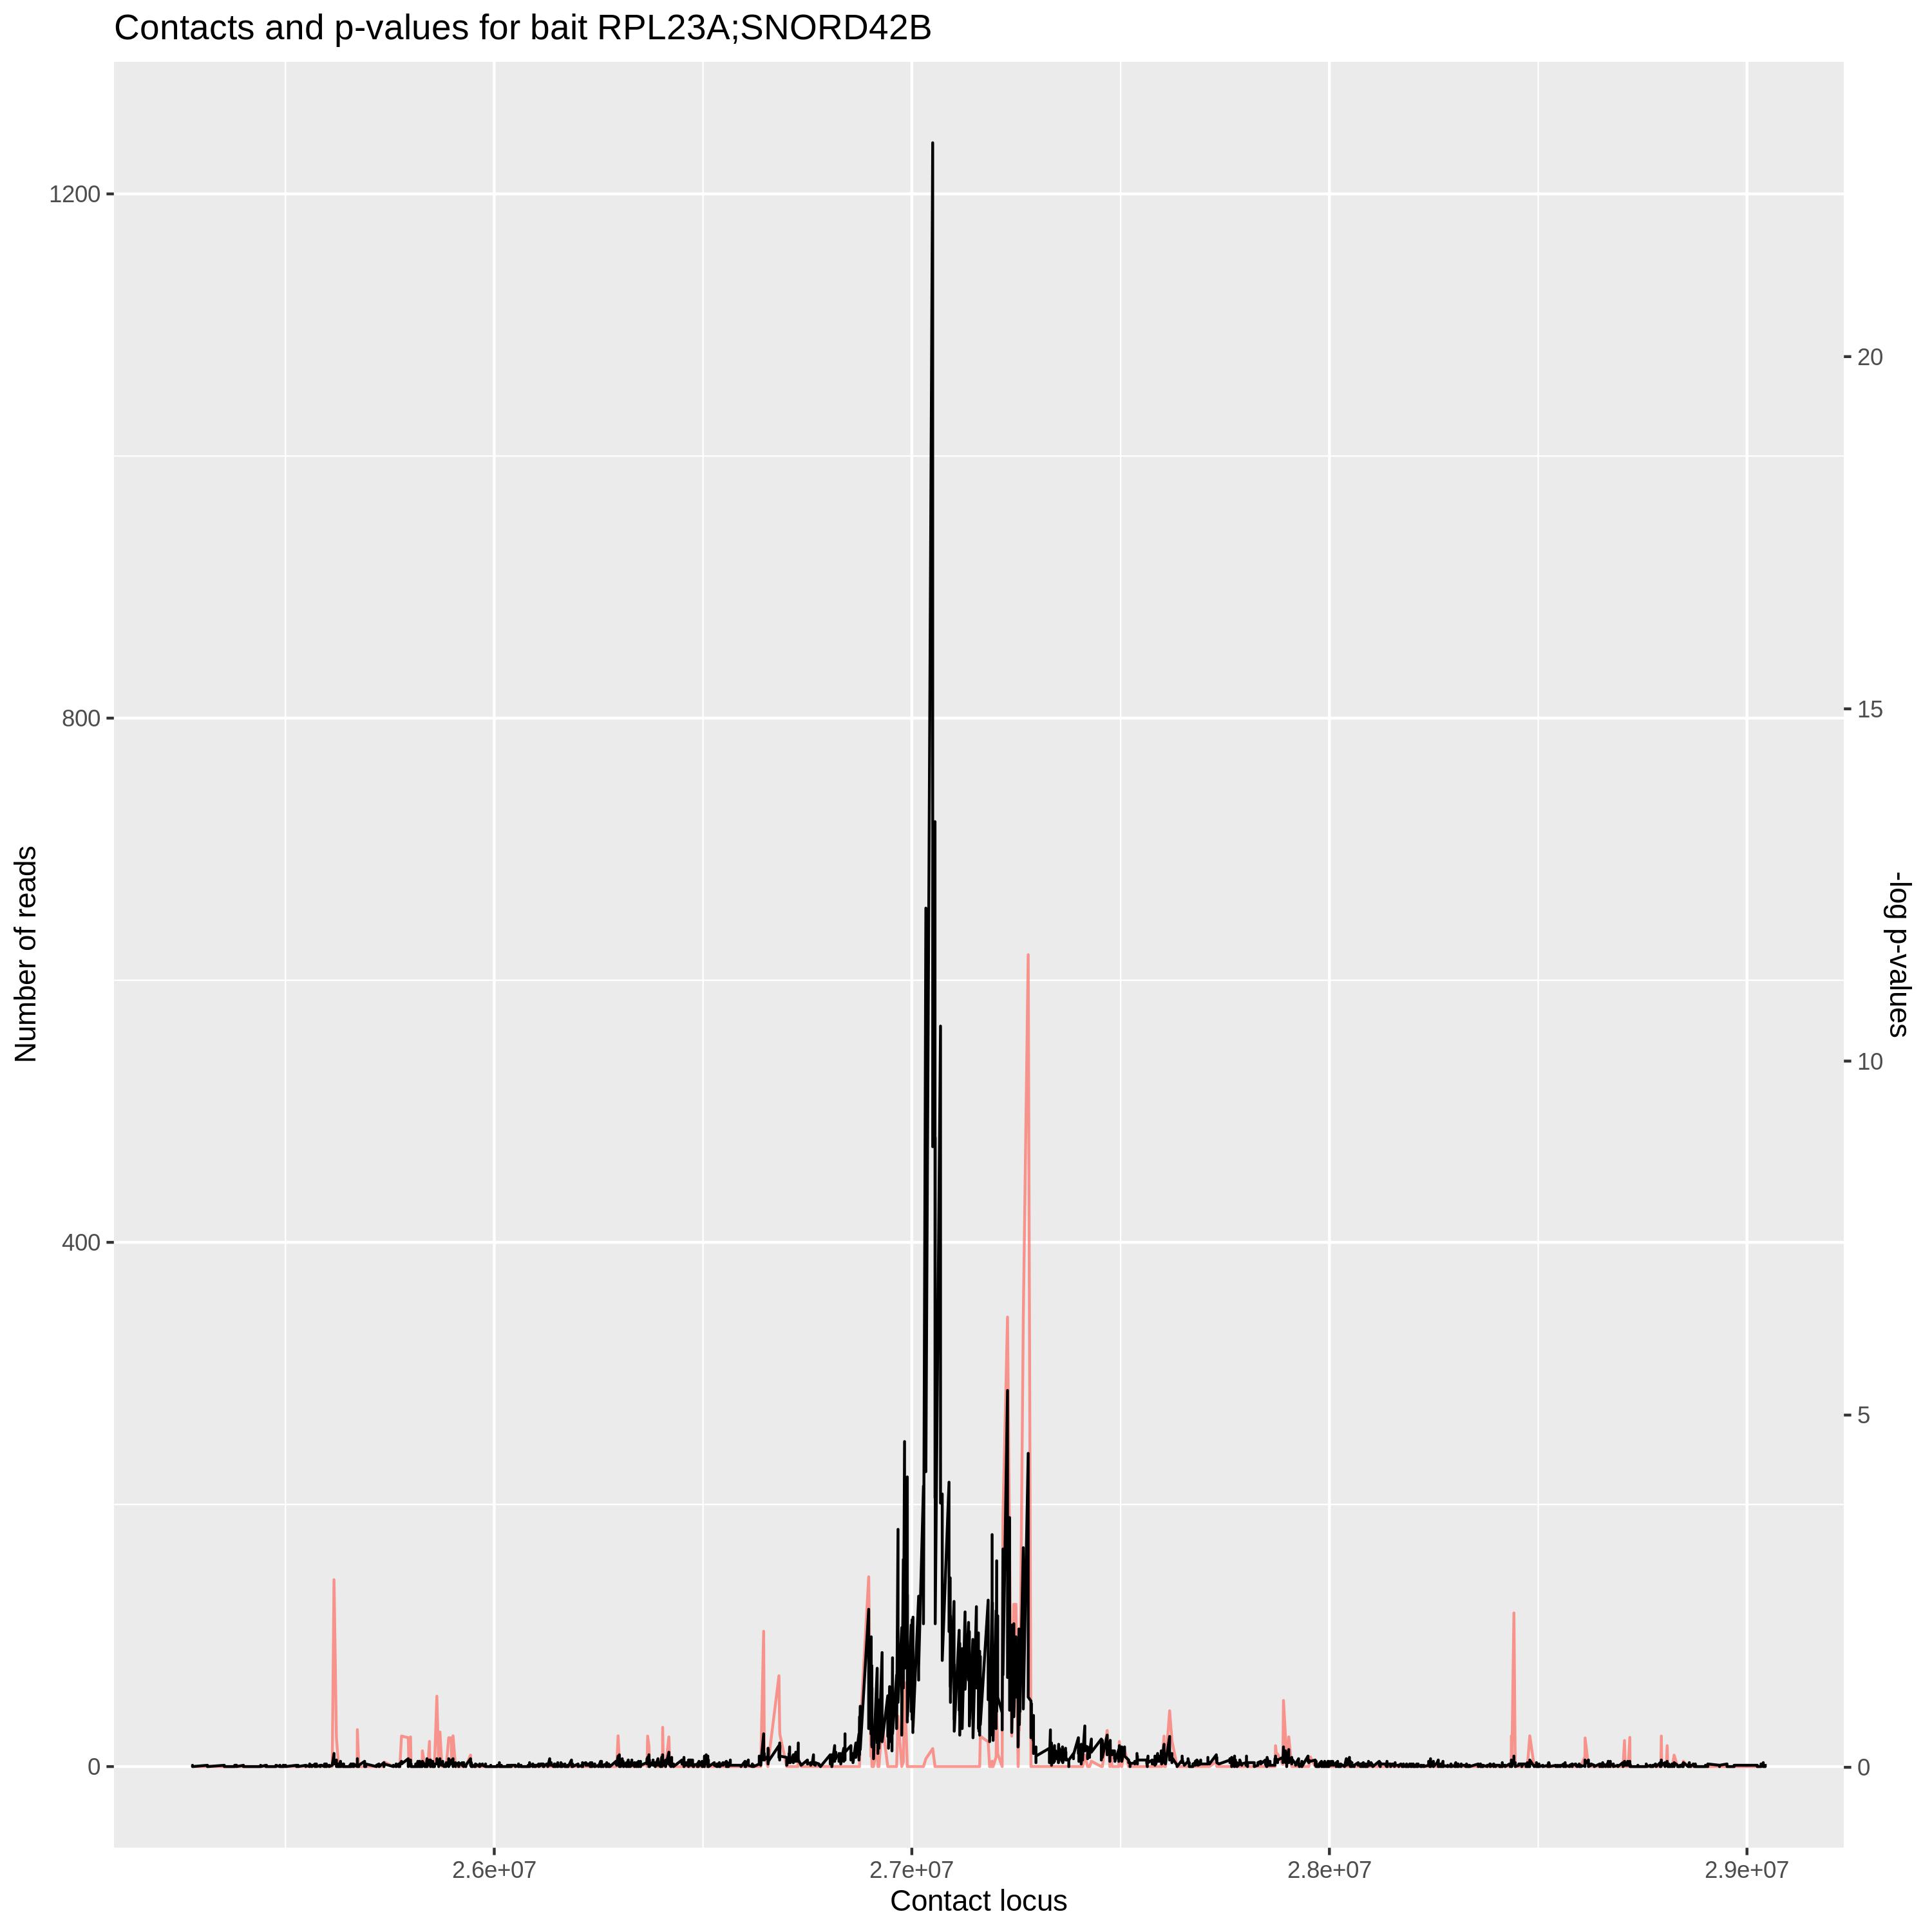 Contacts and p-values for bait RPL23A;SNORD42B
Number of reads
1200
800
400
0
20
15
10
5
0
-log p-values
2.6e+07
2.7e+07
2.8e+07
2.9e+07
Contact locus